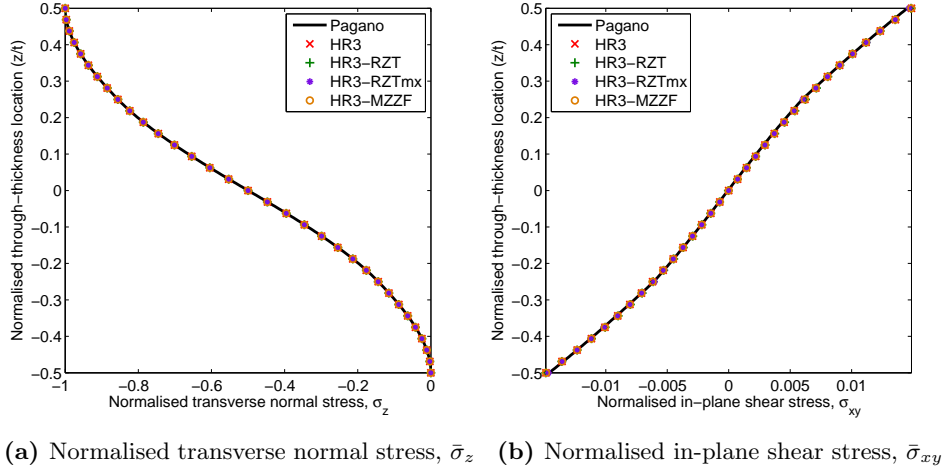 0.5
0.4
0.3
0.2
0.1
0
−0.1
−0.2
−0.3
−0.4
−0.5
Normalised through−thickness location (z/t)
−1
−0.8
−0.6
−0.4
−0.2
0
Normalised transverse normal stress, σz
Pagano
HR3
HR3−RZT
HR3−RZTmx
HR3−MZZF
(a) Normalised transverse normal stress, σ̄z
0.5
0.4
0.3
0.2
0.1
0
−0.1
−0.2
−0.3
−0.4
−0.5
Normalised through−thickness location (z/t)
−0.01
−0.005
0
0.005
0.01
Normalised in-plane shear stress, σxy
Pagano
HR3
HR3−RZT
HR3−RZTmx
HR3−MZZF
(b) Normalised in-plane shear stress, σ̄xy